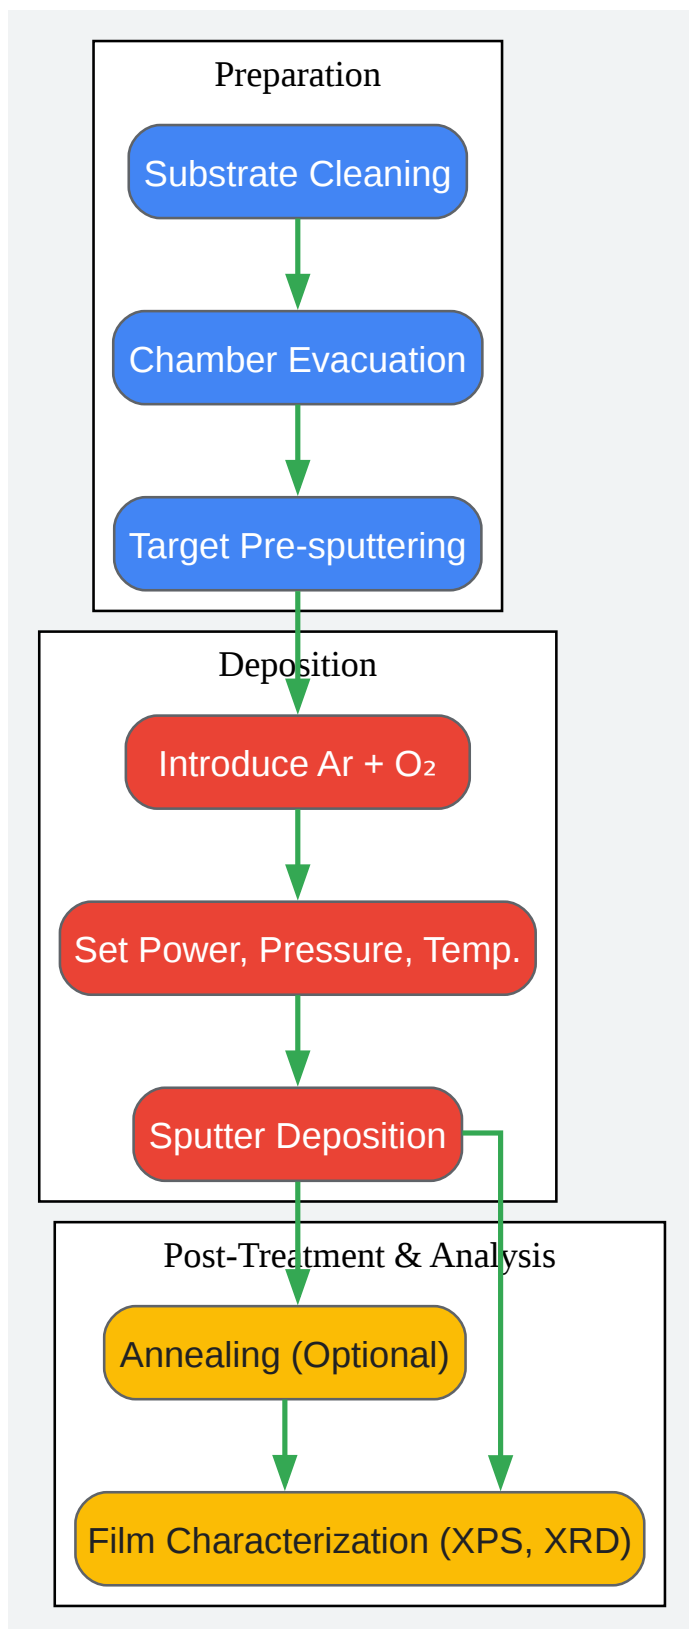 Preparation
Substrate Cleaning
Chamber Evacuation
Target Pre-sputtering
Deposition
Introduce Ar + O₂
Set Power, Pressure, Temp.
Sputter Deposition
Post-Treatment & Analysis
Annealing (Optional)
Film Characterization (XPS, XRD)